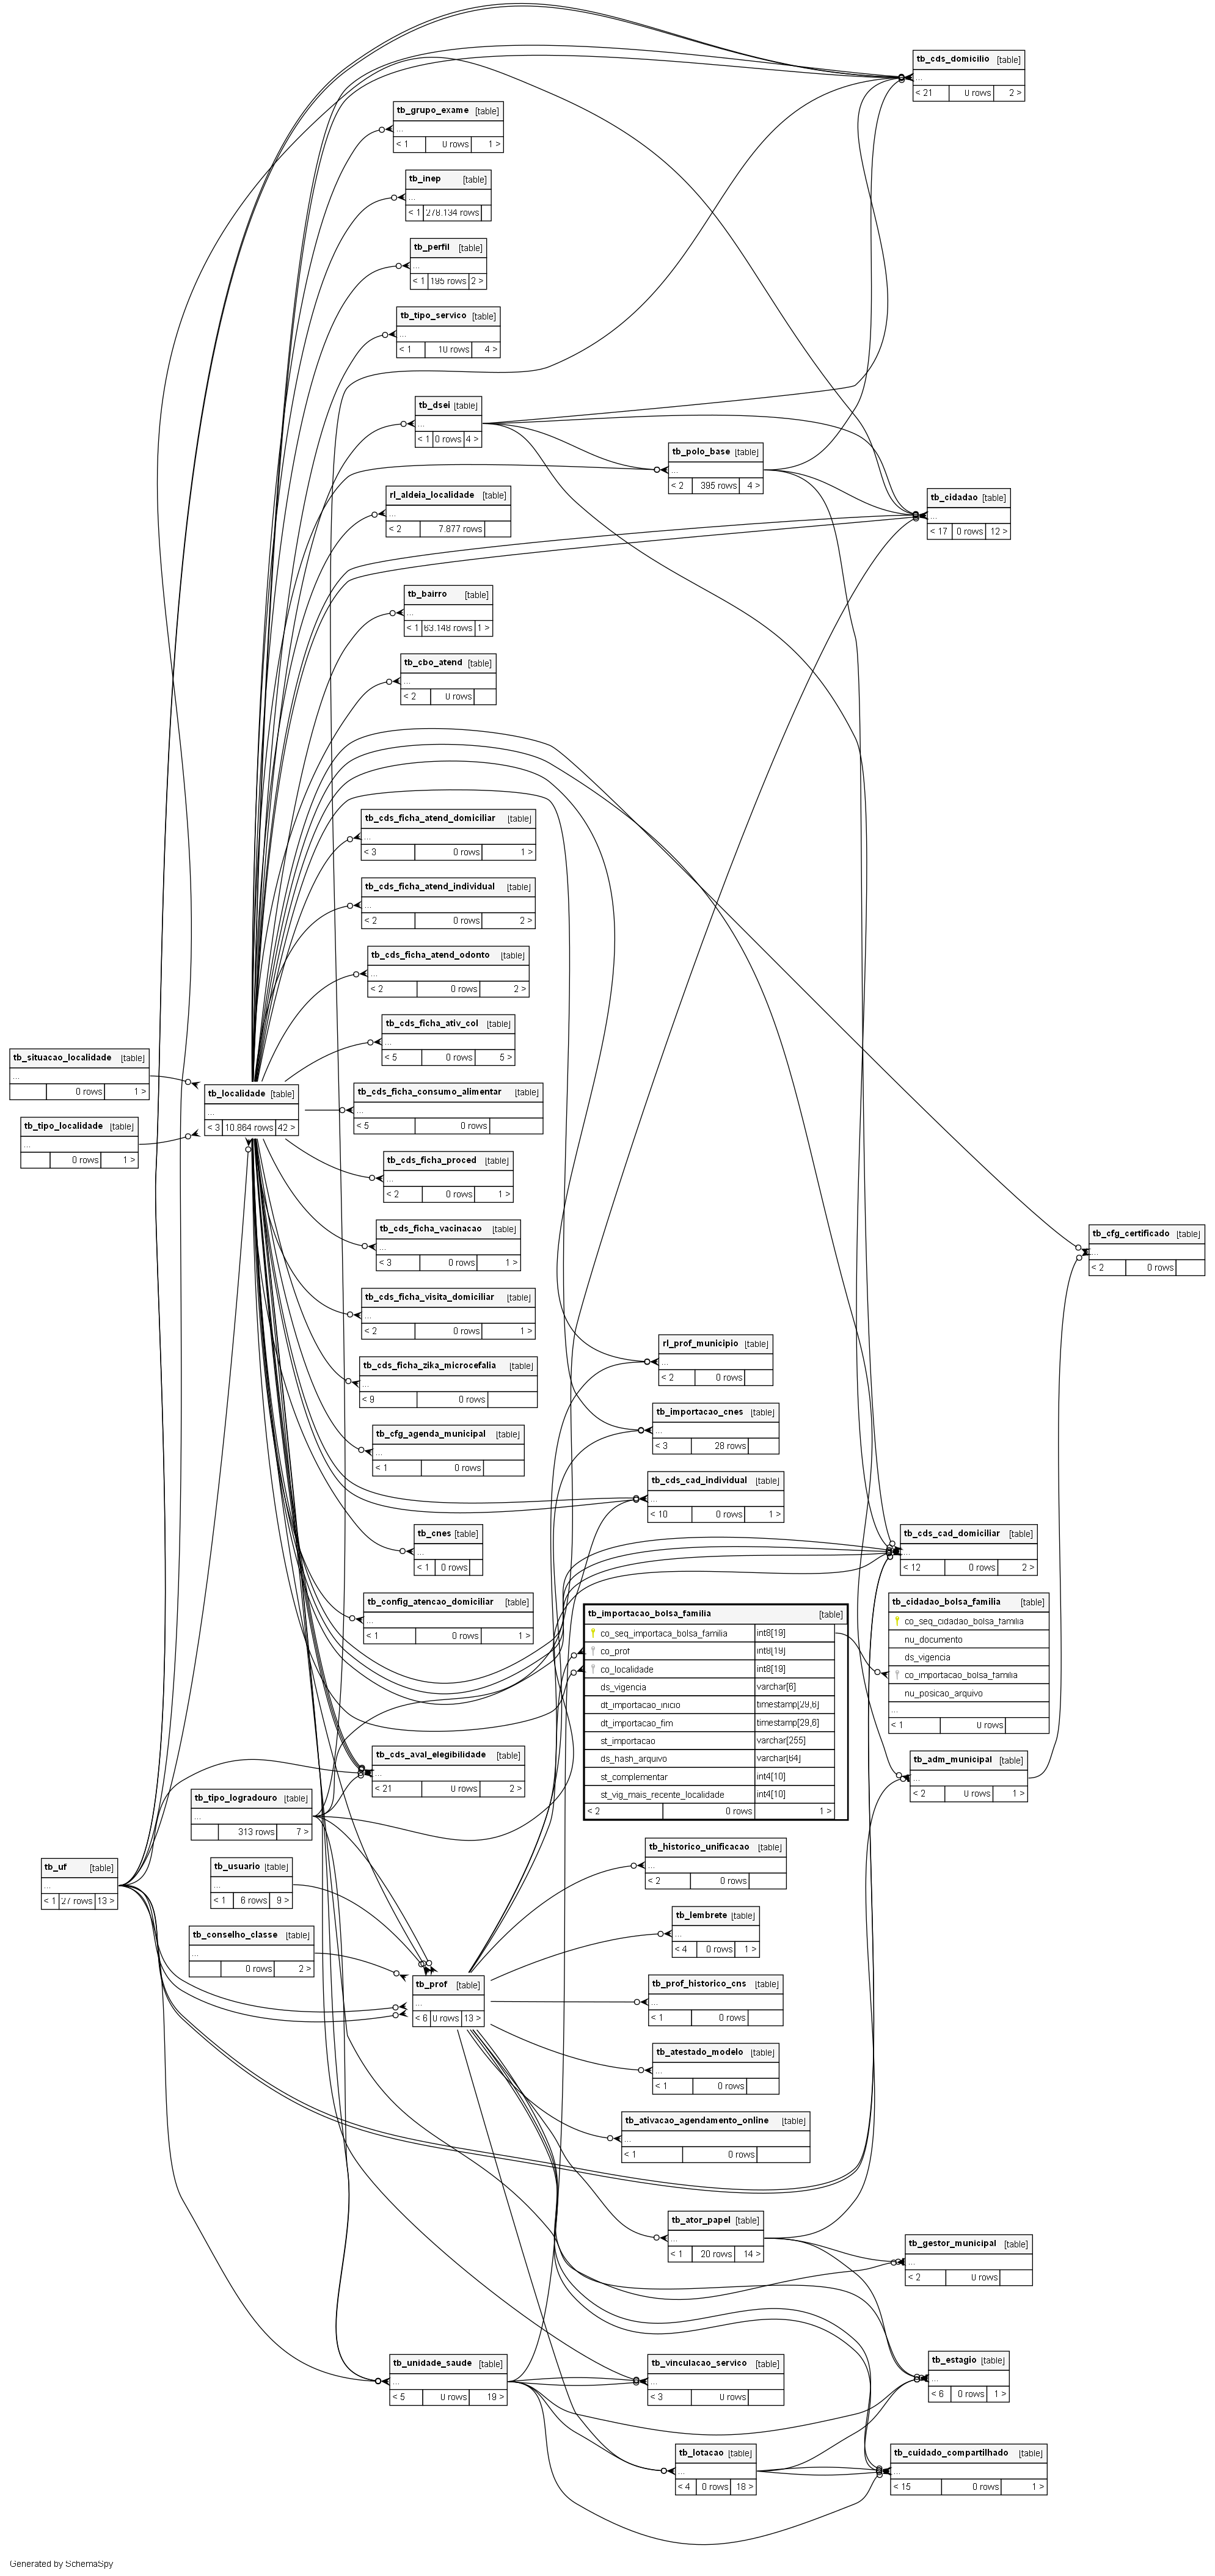 tb_cds_domicilio [table]
...
< 21 0 rows 2 >
tb_grupo_exame [table]
...
< 1 0 rows 1 >
tb_inep [table]
...
< 1 278.134 rows
tb_perfil [table]
...
< 1 195 rows 2 >
tb_tipo_servico [table]
...
< 1 10 rows 4 >
tb_dsei [table]
...
< 1 0 rows 4 >
tb_polo_base [table]
...
< 2 395 rows 4 >
rl_aldeia_localidade [table]
...
< 2 7.877 rows
tb_cidadao [table]
...
< 17 0 rows 12 >
tb_bairro [table]
...
< 1 63.148 rows 1 >
tb_cbo_atend [table]
...
< 2 0 rows
tb_cds_ficha_atend_domiciliar [table]
...
< 3 0 rows 1 >
tb_cds_ficha_atend_individual [table]
...
< 2 0 rows 2 >
tb_cds_ficha_atend_odonto [table]
...
< 2 0 rows 2 >
tb_cds_ficha_ativ_col [table]
...
< 5 0 rows 5 >
tb_situacao_localidade [table]
...
0 rows 1 >
tb_localidade [table]
...
< 3 10.864 rows 42 >
tb_cds_ficha_consumo_alimentar [table]
...
< 5 0 rows
tb_tipo_localidade [table]
...
0 rows 1 >
tb_cds_ficha_proced [table]
...
< 2 0 rows 1 >
tb_cds_ficha_vacinacao [table]
...
< 3 0 rows 1 >
tb_cfg_certificado [table]
...
< 2 0 rows
tb_cds_ficha_visita_domiciliar [table]
...
< 2 0 rows 1 >
rl_prof_municipio [table]
...
< 2 0 rows
tb_cds_ficha_zika_microcefalia [table]
...
< 9 0 rows
tb_importacao_cnes [table]
...
< 3 28 rows
tb_cfg_agenda_municipal [table]
...
< 1 0 rows
tb_cds_cad_individual [table]
...
< 10 0 rows 1 >
tb_cnes [table]
...
< 1 0 rows
tb_cds_cad_domiciliar [table]
...
< 12 0 rows 2 >
tb_config_atencao_domiciliar [table]
...
< 1 0 rows 1 >
tb_importacao_bolsa_familia [table]
co_seq_importaca_bolsa_familia int8[19]
co_prof int8[19]
co_localidade int8[19]
ds_vigencia varchar[6]
dt_importacao_inicio timestamp[29,6]
dt_importacao_fim timestamp[29,6]
st_importacao varchar[255]
ds_hash_arquivo varchar[64]
st_complementar int4[10]
st_vig_mais_recente_localidade int4[10]
< 2 0 rows 1 >
tb_cidadao_bolsa_familia [table]
co_seq_cidadao_bolsa_familia
nu_documento
ds_vigencia
co_importacao_bolsa_familia
nu_posicao_arquivo
...
< 1 0 rows
tb_cds_aval_elegibilidade [table]
...
< 21 0 rows 2 >
tb_adm_municipal [table]
...
< 2 0 rows 1 >
tb_tipo_logradouro [table]
...
313 rows 7 >
tb_historico_unificacao [table]
...
< 2 0 rows
tb_uf [table]
...
< 1 27 rows 13 >
tb_usuario [table]
...
< 1 6 rows 9 >
tb_lembrete [table]
...
< 4 0 rows 1 >
tb_conselho_classe [table]
...
0 rows 2 >
tb_prof [table]
...
< 6 0 rows 13 >
tb_prof_historico_cns [table]
...
< 1 0 rows
tb_atestado_modelo [table]
...
< 1 0 rows
tb_ativacao_agendamento_online [table]
...
< 1 0 rows
tb_ator_papel [table]
...
< 1 20 rows 14 >
tb_gestor_municipal [table]
...
< 2 0 rows
tb_unidade_saude [table]
...
< 5 0 rows 19 >
tb_vinculacao_servico [table]
...
< 3 0 rows
tb_estagio [table]
...
< 6 0 rows 1 >
tb_lotacao [table]
...
< 4 0 rows 18 >
tb_cuidado_compartilhado [table]
...
< 15 0 rows 1 >
Generated by SchemaSpy